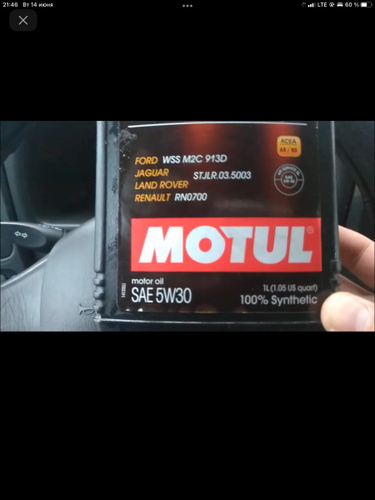 21:46 Вт 14 июня
LTE
60 %
ACEA
A5 / B5
FORD WSS M2C 913D
JAGUAR STJLR.03.5003
LAND ROVER
RENAULT RN0700
MOTUL®
motor oil
SAE 5W30
1L (1.05 US quart)
100% Synthetic